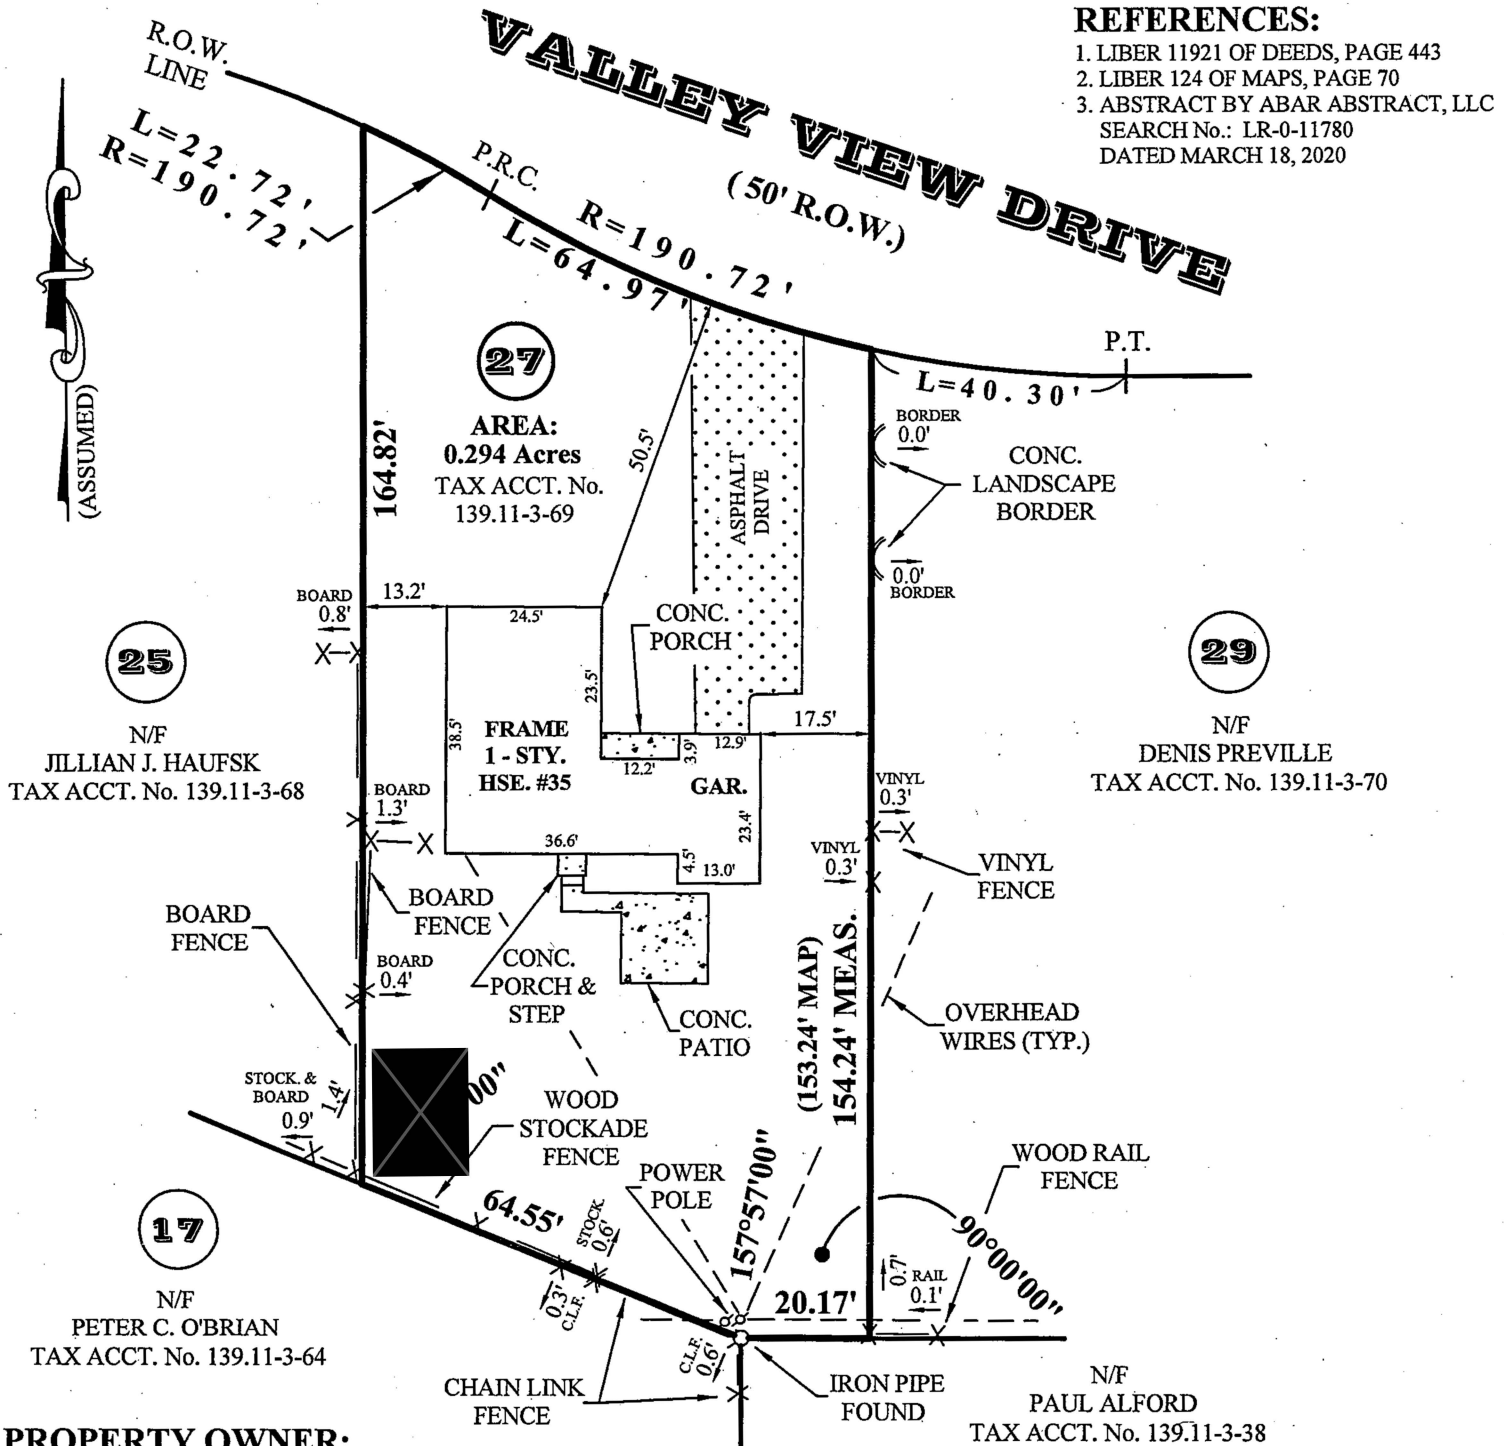 REFERENCES:
1. LIBER 11921 OF DEEDS, PAGE 443
2. LIBER 124 OF MAPS, PAGE 70
3. ABSTRACT BY ABAR ABSTRACT, LLC
SEARCH No.: LR-0-11780
DATED MARCH 18, 2020
VALLEY VIEW DRIVE
(50' R.O.W.)
R.O.W.
LINE
L=22.72'
R=190.72'
P.R.C.
R=190.72'
L=64.97'
P.T.
L=40.30'
(ASSUMED)
27
AREA:
0.294 Acres
TAX ACCT. No.
139.11-3-69
164.82'
50.5'
ASPHALT
DRIVE
BORDER
0.0'
CONC.
LANDSCAPE
BORDER
0.0'
BORDER
BOARD
0.8'
13.2'
24.5'
CONC.
PORCH
25
N/F
JILLIAN J. HAUFSK
TAX ACCT. No. 139.11-3-68
29
N/F
DENIS PREVILLE
TAX ACCT. No. 139.11-3-70
38.5'
23.5'
FRAME
1 - STY.
HSE. #35
12.2'
3.9'
12.9'
17.5'
GAR.
23.4'
BOARD
1.3'
36.6'
4.5'
13.0'
VINYL
0.3'
VINYL
0.3'
VINYL
FENCE
BOARD
FENCE
BOARD
FENCE
BOARD
0.4'
CONC.
PORCH &
STEP
CONC.
PATIO
(153.24' MAP)
154.24' MEAS.
OVERHEAD
WIRES (TYP.)
STOCK. &
BOARD
0.9'
1.4'
00"
WOOD
STOCKADE
FENCE
POWER
POLE
157°57'00"
WOOD RAIL
FENCE
90°00'00"
17
N/F
PETER C. O'BRIAN
TAX ACCT. No. 139.11-3-64
64.55'
STOCK.
0.6'
0.3'
C.L.F.
20.17'
0.7'
RAIL
0.1'
C.L.F.
0.6'
CHAIN LINK
FENCE
IRON PIPE
FOUND
N/F
PAUL ALFORD
TAX ACCT. No. 139.11-3-38
PROPERTY OWNER: